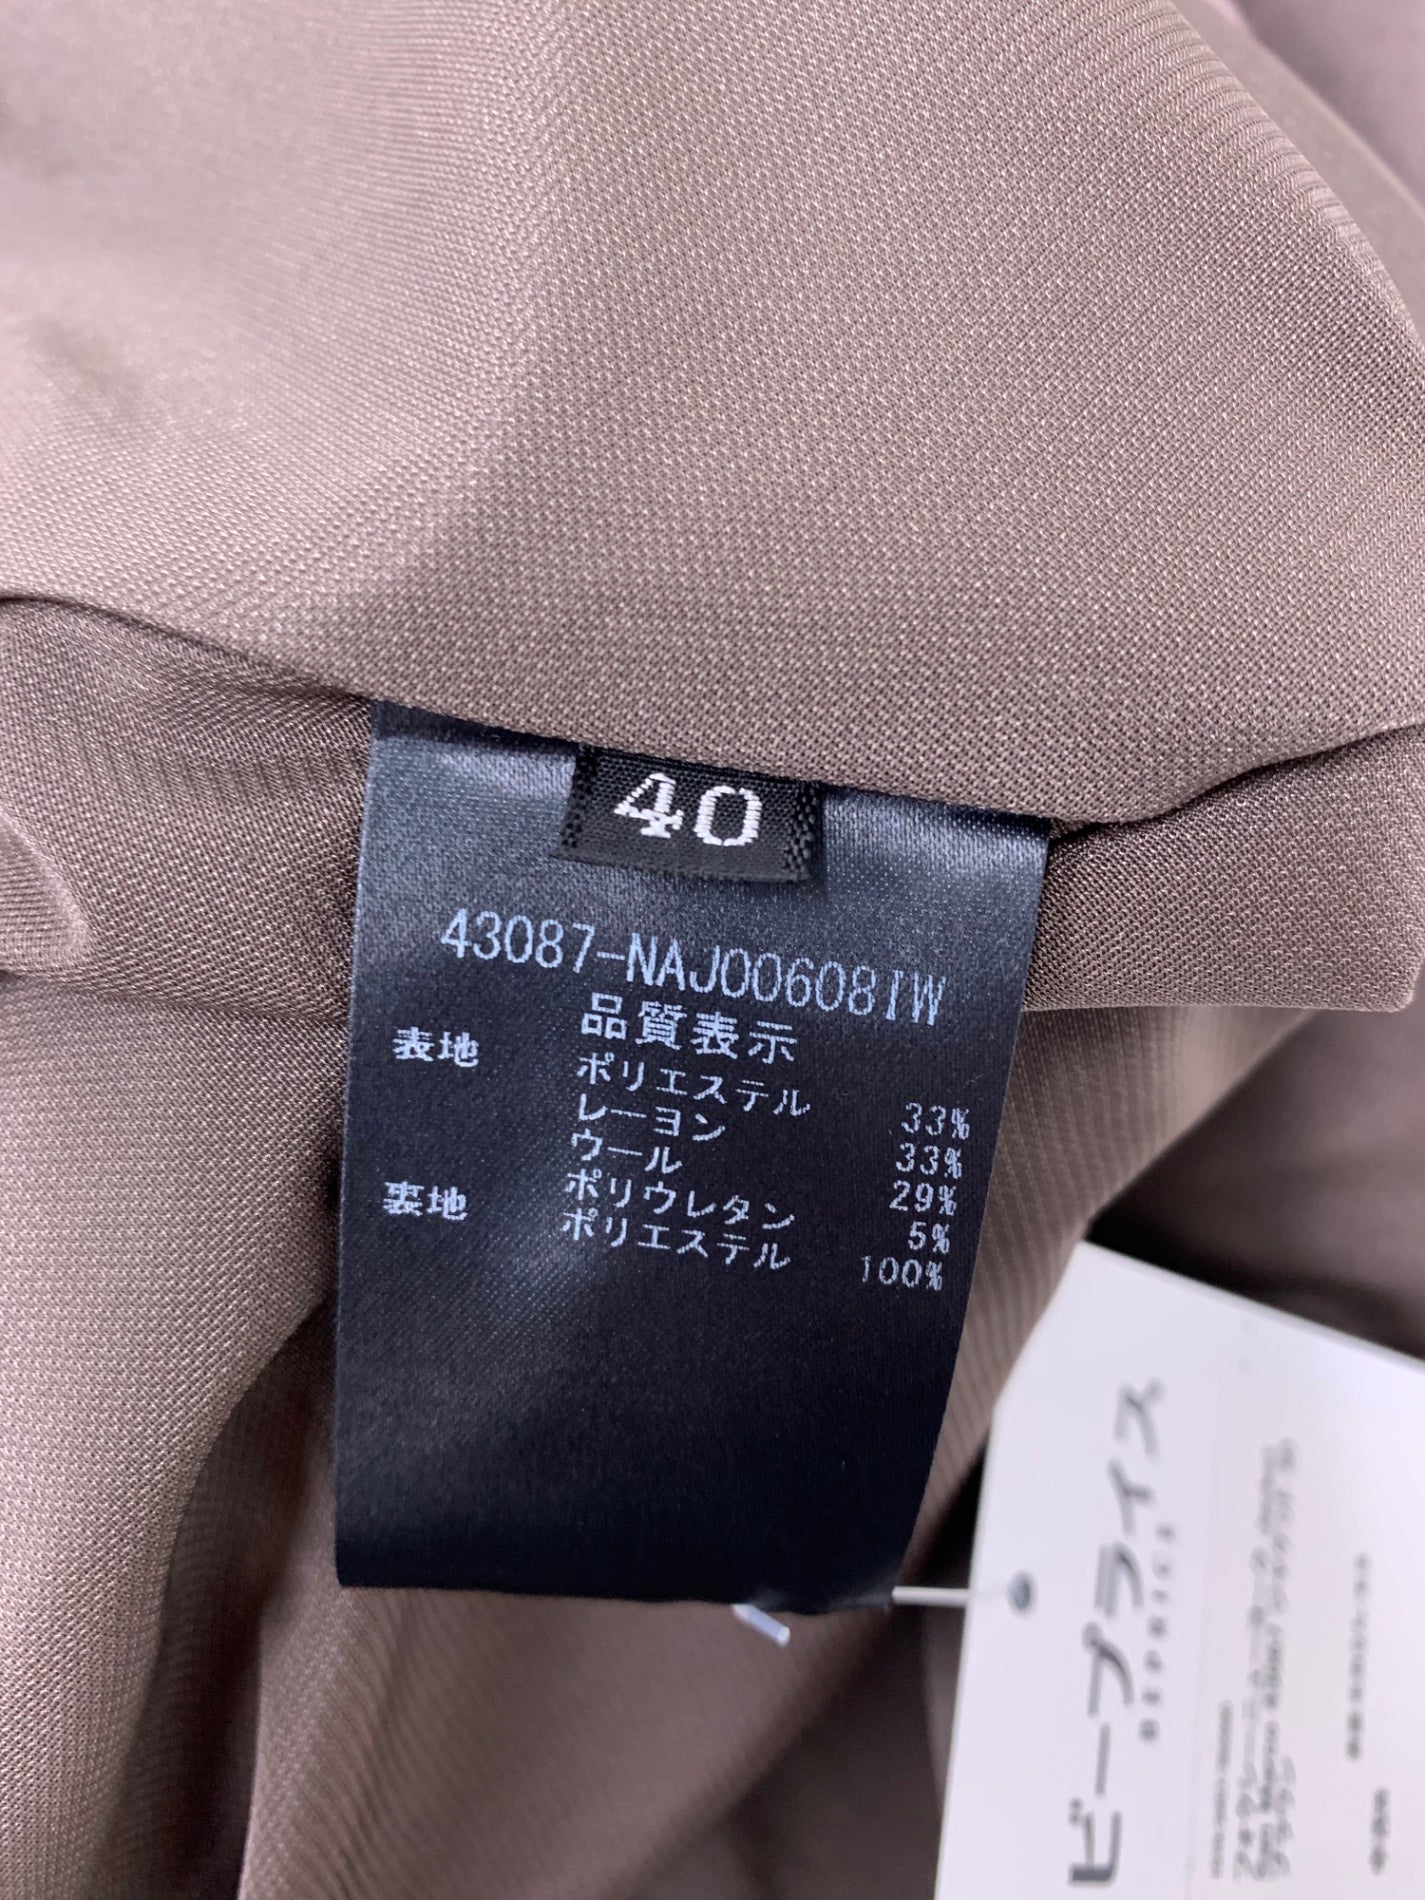 40
43087-NAJ00608IW
品質表示
表地 ポリエステル 33%
レーヨン 33%
ウール 29%
ポリウレタン 5%
裏地 ポリエステル 100%
ビープライス
BEPRICE